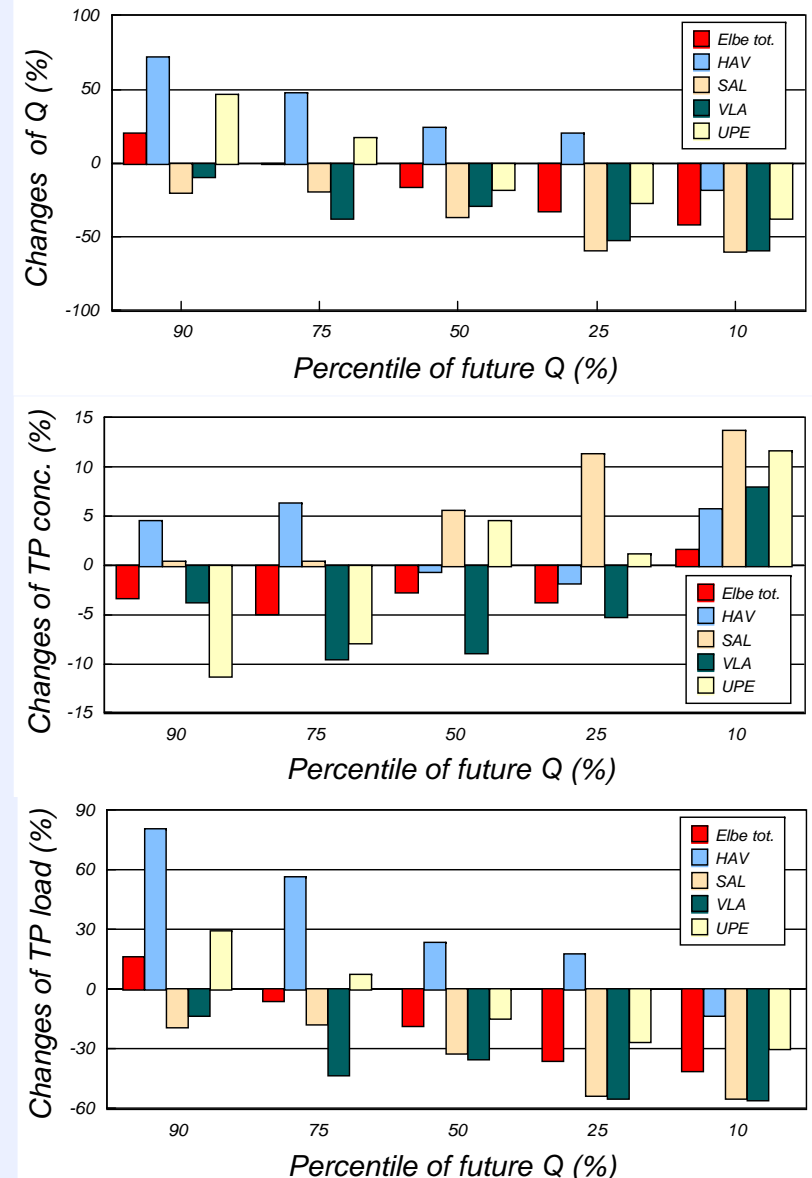 Changes of Q (%)
100
50
0
-50
-100
Elbe tot.
HAV
SAL
VLA
UPE
90 75 50 25 10
Percentile of future Q (%)
Changes of TP conc. (%)
15
10
5
0
-5
-10
-15
Elbe tot.
HAV
SAL
VLA
UPE
90 75 50 25 10
Percentile of future Q (%)
Changes of TP load (%)
90
60
30
0
-30
-60
Elbe tot.
HAV
SAL
VLA
UPE
90 75 50 25 10
Percentile of future Q (%)